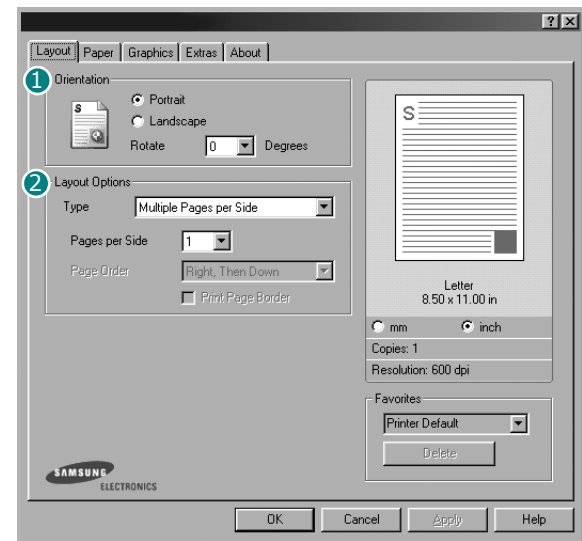 ? X
Layout Paper Graphics Extras About
1 Orientation
S
Portrait
Landscape
Rotate 0 Degrees
2 Layout Options
Type Multiple Pages per Side
Pages per Side 1
Page Order Right, Then Down
Print Page Border
S
Letter
8.50 x 11.00 in
mm inch
Copies: 1
Resolution: 600 dpi
Favorites
Printer Default
Delete
SAMSUNG
ELECTRONICS
OK Cancel Apply Help